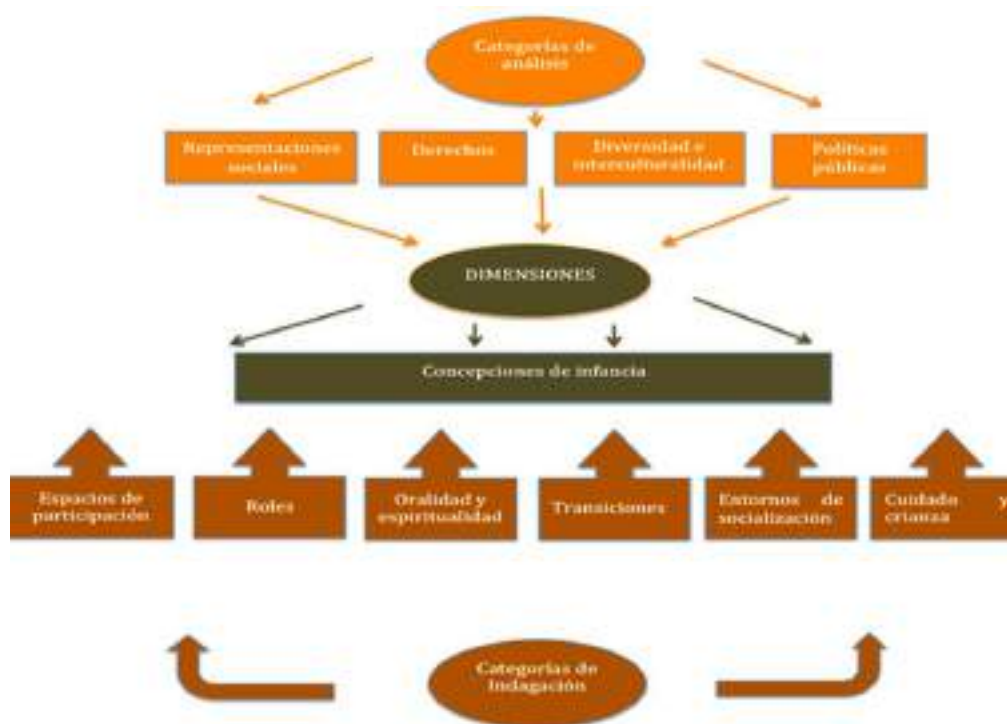 Categorías de
análisis
Representaciones
sociales
Derechos
Diversidad e
interculturalidad
Políticas
públicas
DIMENSIONES
Concepciones de infancia
Espacios de
participación
Roles
Oralidad y
espiritualidad
Transiciones
Entornos de
socialización
Cuidado y
crianza
Categorías de
Indagación